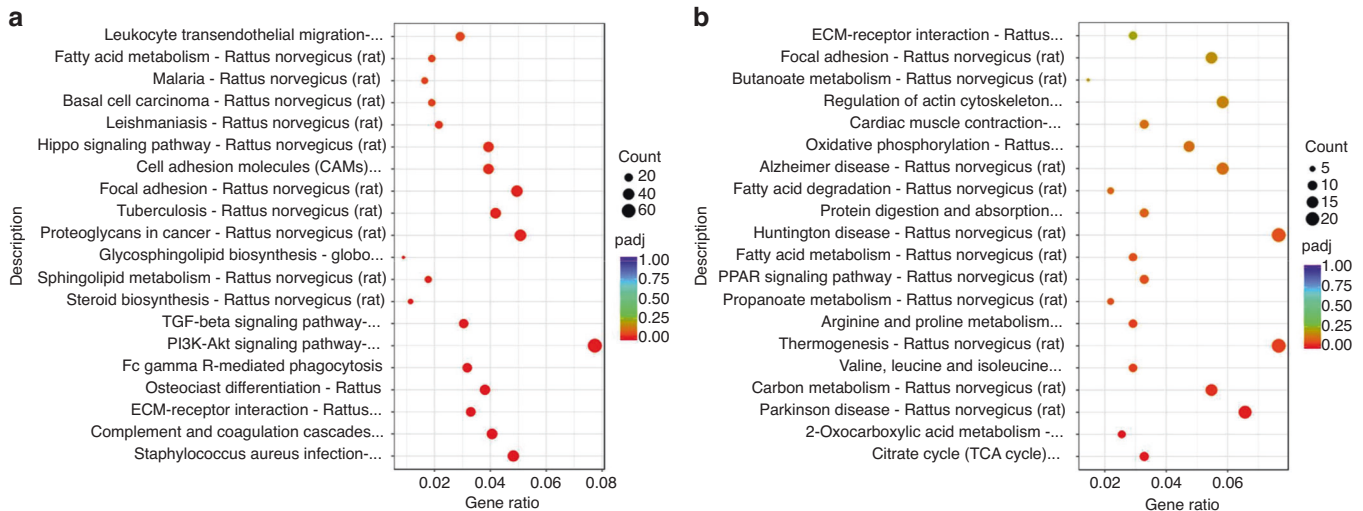 a
Leukocyte transendothelial migration-...
Fatty acid metabolism - Rattus norvegicus (rat)
Malaria - Rattus norvegicus (rat)
Basal cell carcinoma - Rattus norvegicus (rat)
Leishmaniasis - Rattus norvegicus (rat)
Hippo signaling pathway - Rattus norvegicus (rat)
Cell adhesion molecules (CAMs)...
Focal adhesion - Rattus norvegicus (rat)
Tuberculosis - Rattus norvegicus (rat)
Proteoglycans in cancer - Rattus norvegicus (rat)
Glycosphingolipid biosynthesis - globo...
Sphingolipid metabolism - Rattus norvegicus (rat)
Steroid biosynthesis - Rattus norvegicus (rat)
TGF-beta signaling pathway-...
PI3K-Akt signaling pathway-...
Fc gamma R-mediated phagocytosis
Osteociast differentiation - Rattus
ECM-receptor interaction - Rattus...
Complement and coagulation cascades...
Staphylococcus aureus infection-...
Description
0.02 0.04 0.06 0.08
Gene ratio
Count
20
40
60
padj
1.00
0.75
0.50
0.25
0.00
b
ECM-receptor interaction - Rattus...
Focal adhesion - Rattus norvegicus (rat)
Butanoate metabolism - Rattus norvegicus (rat)
Regulation of actin cytoskeleton...
Cardiac muscle contraction-...
Oxidative phosphorylation - Rattus...
Alzheimer disease - Rattus norvegicus (rat)
Fatty acid degradation - Rattus norvegicus (rat)
Protein digestion and absorption...
Huntington disease - Rattus norvegicus (rat)
Fatty acid metabolism - Rattus norvegicus (rat)
PPAR signaling pathway - Rattus norvegicus (rat)
Propanoate metabolism - Rattus norvegicus (rat)
Arginine and proline metabolism...
Thermogenesis - Rattus norvegicus (rat)
Valine, leucine and isoleucine...
Carbon metabolism - Rattus norvegicus (rat)
Parkinson disease - Rattus norvegicus (rat)
2-Oxocarboxylic acid metabolism -...
Citrate cycle (TCA cycle)...
Description
0.02 0.04 0.06
Gene ratio
Count
5
10
15
20
padj
1.00
0.75
0.50
0.25
0.00